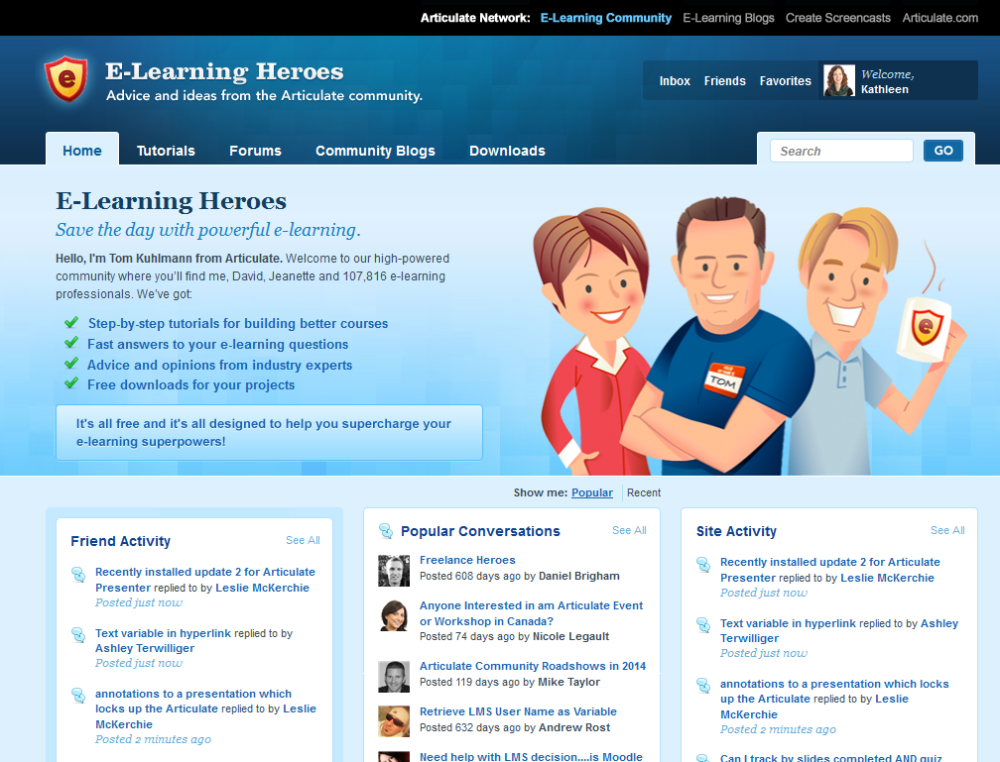 Articulate Network: E-Learning Community E-Learning Blogs Create Screencasts Articulate.com
e
E-Learning Heroes
Advice and ideas from the Articulate community.
Inbox Friends Favorites
Welcome,
Kathleen
Home Tutorials Forums Community Blogs Downloads
Search GO
E-Learning Heroes
Save the day with powerful e-learning.
Hello, I'm Tom Kuhlmann from Articulate. Welcome to our high-powered
community where you'll find me, David, Jeanette and 107,816 e-learning
professionals. We've got:
Step-by-step tutorials for building better courses
Fast answers to your e-learning questions
Advice and opinions from industry experts
Free downloads for your projects
It's all free and it's all designed to help you supercharge your
e-learning superpowers!
TOM
e
Show me: Popular Recent
Friend Activity See All
Recently installed update 2 for Articulate
Presenter replied to by Leslie McKerchie
Posted just now
Text variable in hyperlink replied to by
Ashley Terwilliger
Posted just now
annotations to a presentation which
locks up the Articulate replied to by Leslie
McKerchie
Posted 2 minutes ago
Popular Conversations See All
Freelance Heroes
Posted 608 days ago by Daniel Brigham
Anyone Interested in am Articulate Event
or Workshop in Canada?
Posted 74 days ago by Nicole Legault
Articulate Community Roadshows in 2014
Posted 119 days ago by Mike Taylor
Retrieve LMS User Name as Variable
Posted 632 days ago by Andrew Rost
Need help with LMS decision....is Moodle
Site Activity See All
Recently installed update 2 for Articulate
Presenter replied to by Leslie McKerchie
Posted just now
Text variable in hyperlink replied to by Ashley
Terwilliger
Posted just now
annotations to a presentation which locks
up the Articulate replied to by Leslie
McKerchie
Posted 2 minutes ago
Can I track by slides completed AND quiz